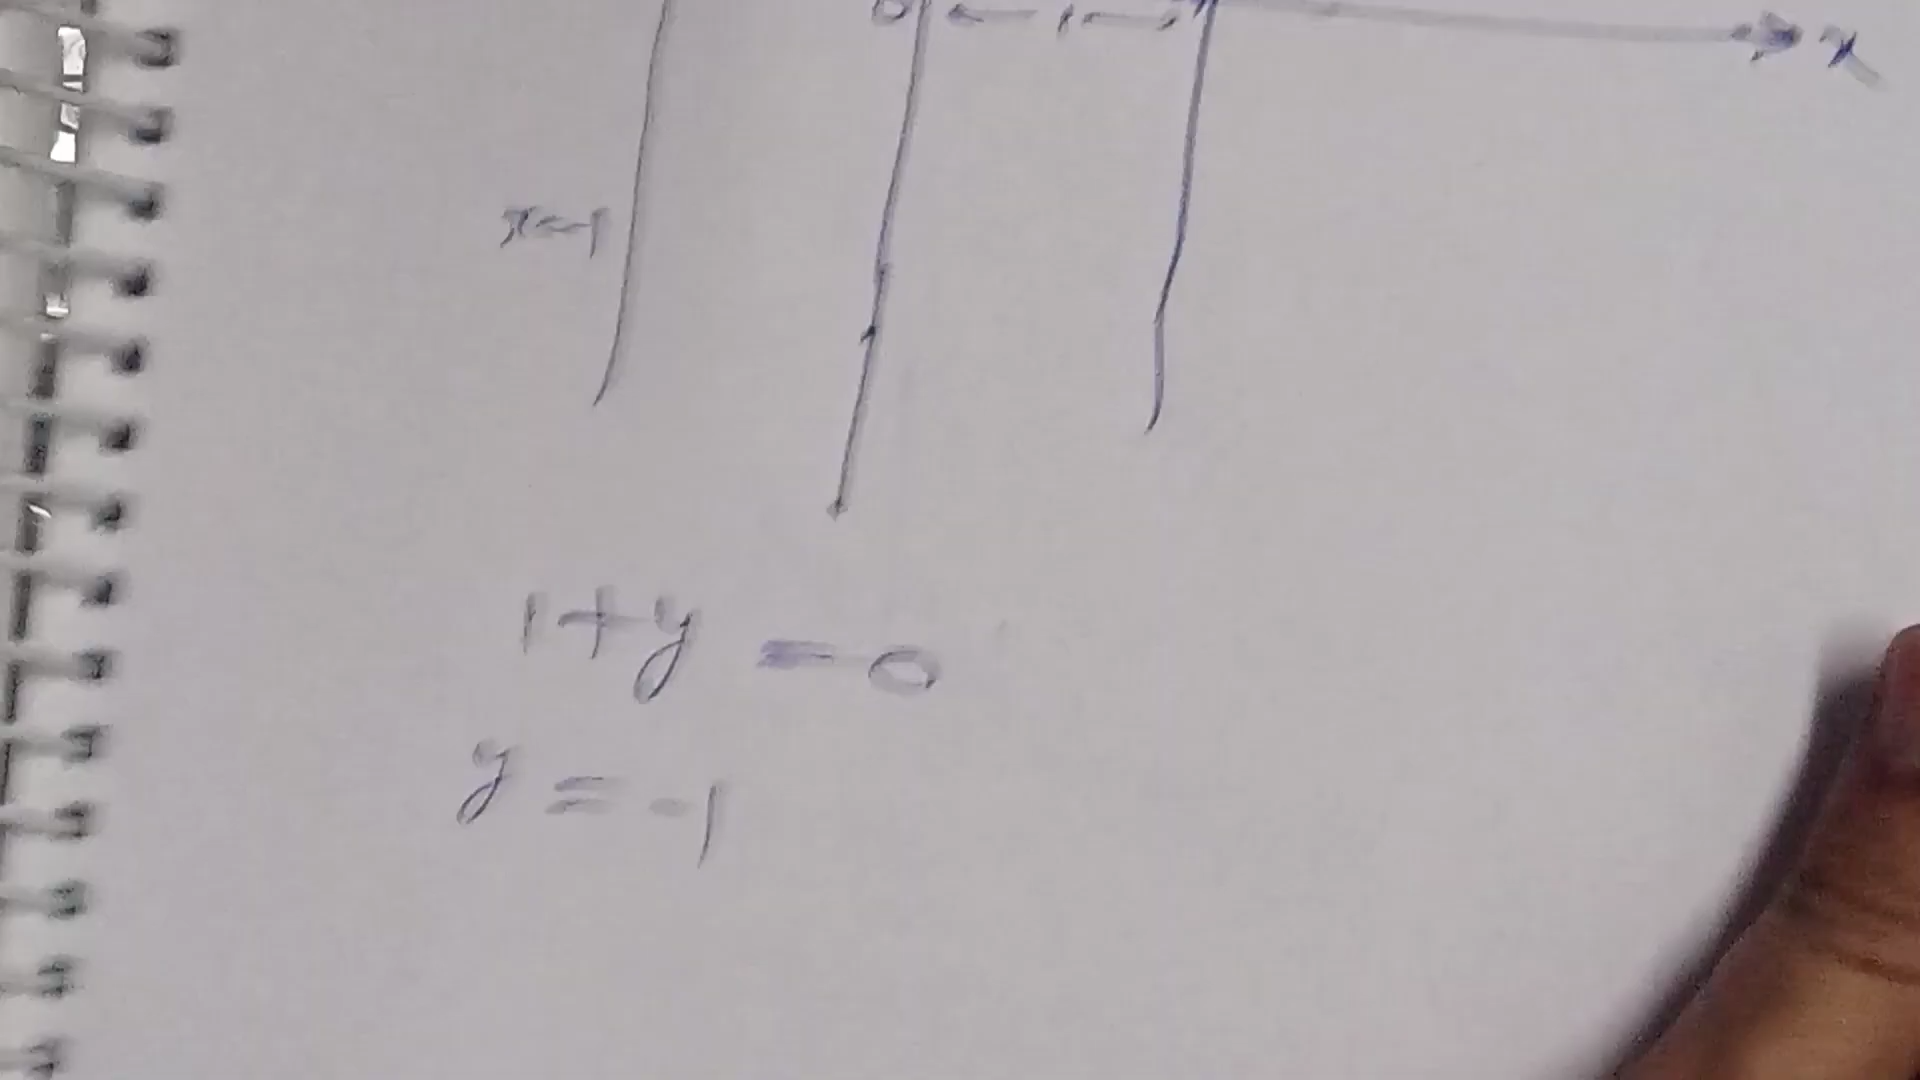 0 1 x
x=-1
1+y = 0
y = -1